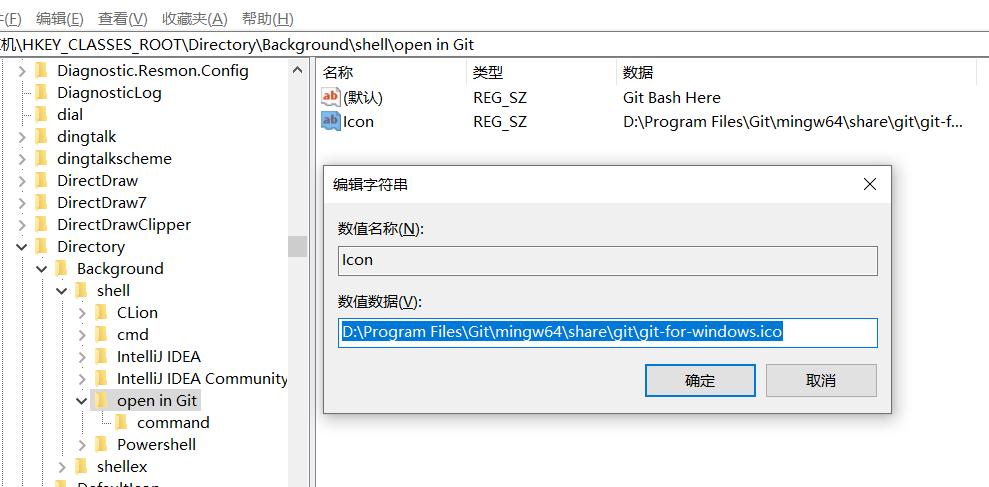 (F) 编辑(E) 查看(V) 收藏夹(A) 帮助(H)
机\HKEY_CLASSES_ROOT\Directory\Background\shell\open in Git
Diagnostic.Resmon.Config
DiagnosticLog
dial
dingtalk
dingtalkscheme
DirectDraw
DirectDraw7
DirectDrawClipper
Directory
Background
shell
CLion
cmd
IntelliJ IDEA
IntelliJ IDEA Community
open in Git
command
Powershell
shellex
DefaultIcon
名称 类型 数据
ab (默认) REG_SZ Git Bash Here
ab Icon REG_SZ D:\Program Files\Git\mingw64\share\git\git-f...
编辑字符串
数值名称(N):
Icon
数值数据(V):
D:\Program Files\Git\mingw64\share\git\git-for-windows.ico
确定 取消